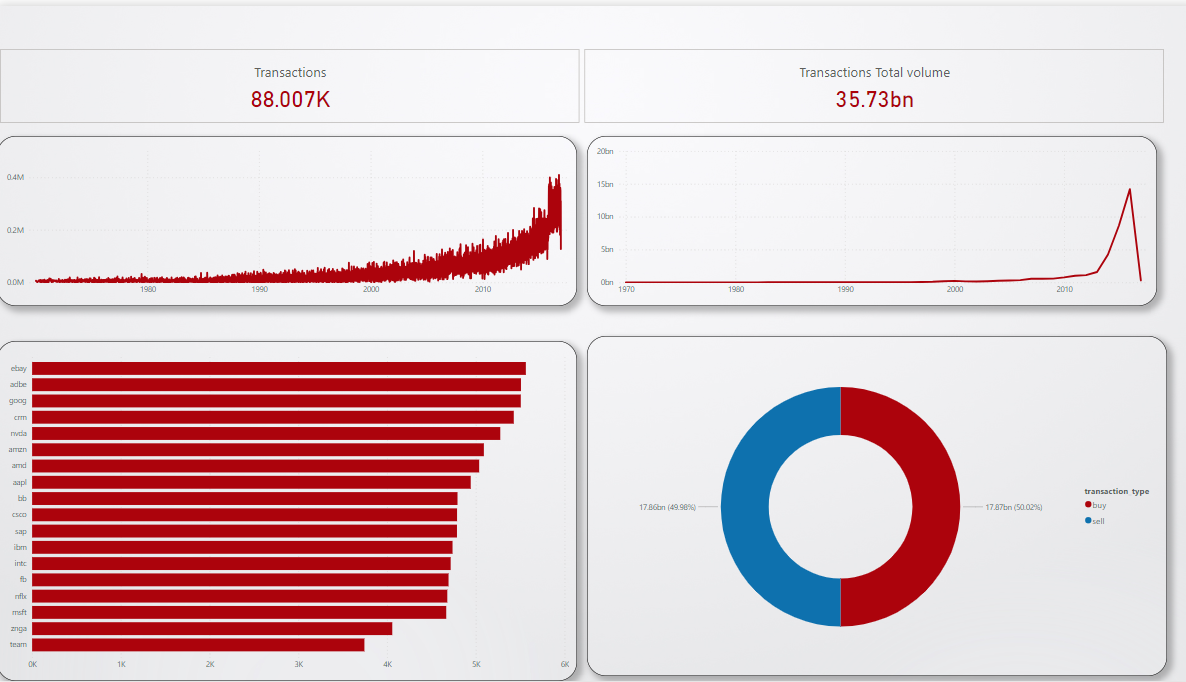 Transactions
88.007K
Transactions Total volume
35.73bn
0.4M
0.2M
0.0M
1980
1990
2000
2010
20bn
15bn
10bn
5bn
0bn
1970
1980
1990
2000
2010
ebay
adbe
goog
crm
nvda
amzn
amd
aapl
bb
csco
sap
ibm
intc
fb
nflx
msft
znga
team
0K
1K
2K
3K
4K
5K
6K
17.86bn (49.98%)
17.87bn (50.02%)
transaction_type
buy
sell